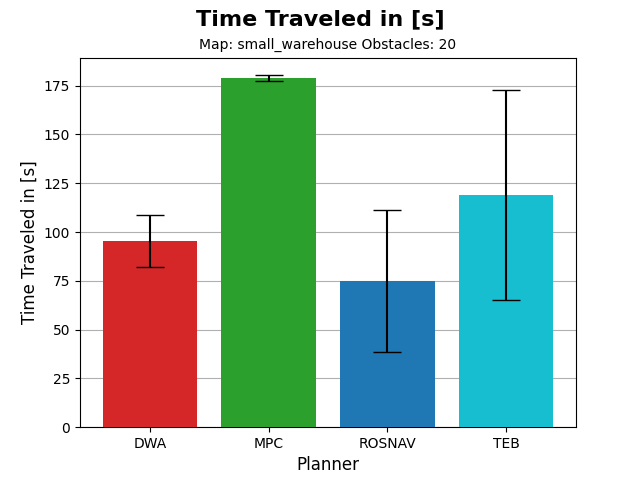 Time Traveled in [s]
Map: small_warehouse Obstacles: 20
Time Traveled in [s]
175
150
125
100
75
50
25
0
DWA MPC ROSNAV TEB
Planner